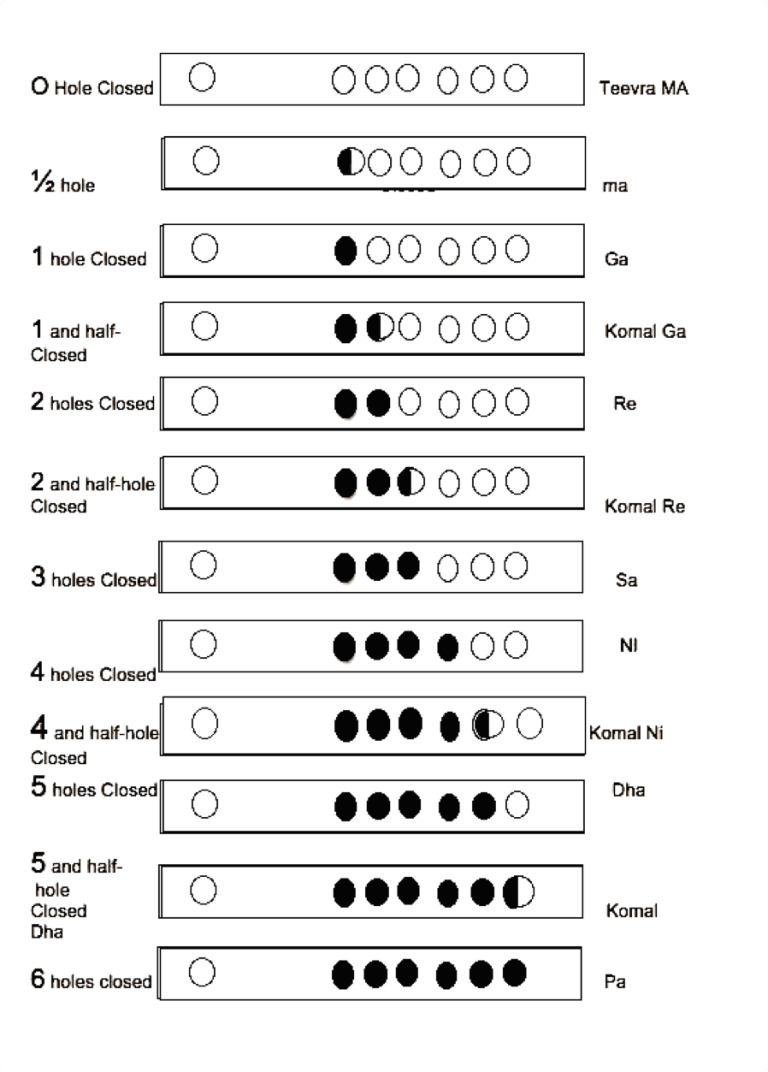 0 Hole Closed Teevra MA
½ hole ma
1 hole Closed Ga
1 and half- Komal Ga
Closed
2 holes Closed Re
2 and half-hole
Closed Komal Re
3 holes Closed Sa
NI
4 holes Closed
4 and half-hole Komal Ni
Closed
5 holes Closed Dha
5 and half-
hole
Closed Komal
Dha
6 holes closed Pa